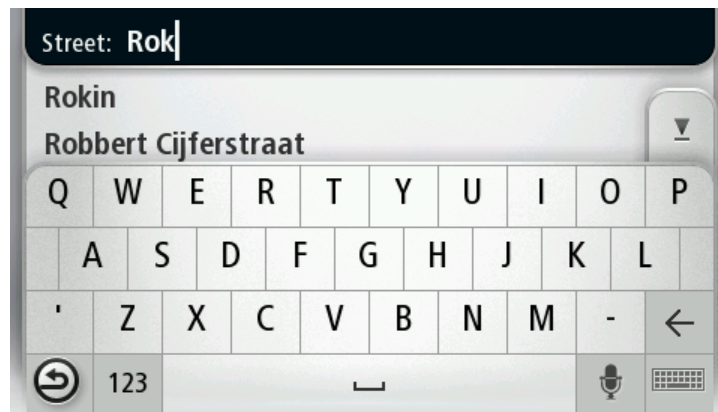 Street: Rok
Rokin
Robbert Cijferstraat
Q W E R T Y U I O P
A S D F G H J K L
' Z X C V B N M -
123